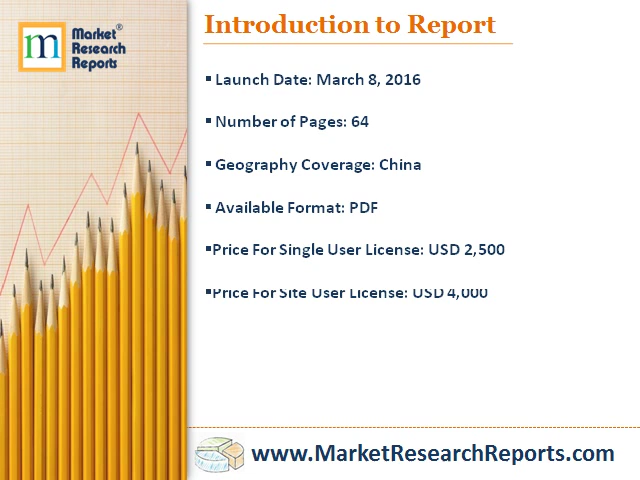 m
Market®
Research
Reports
Introduction to Report
▪ Launch Date: March 8, 2016
▪ Number of Pages: 64
▪ Geography Coverage: China
▪ Available Format: PDF
▪Price For Single User License: USD 2,500
▪Price For Site User License: USD 4,000
www.MarketResearchReports.com